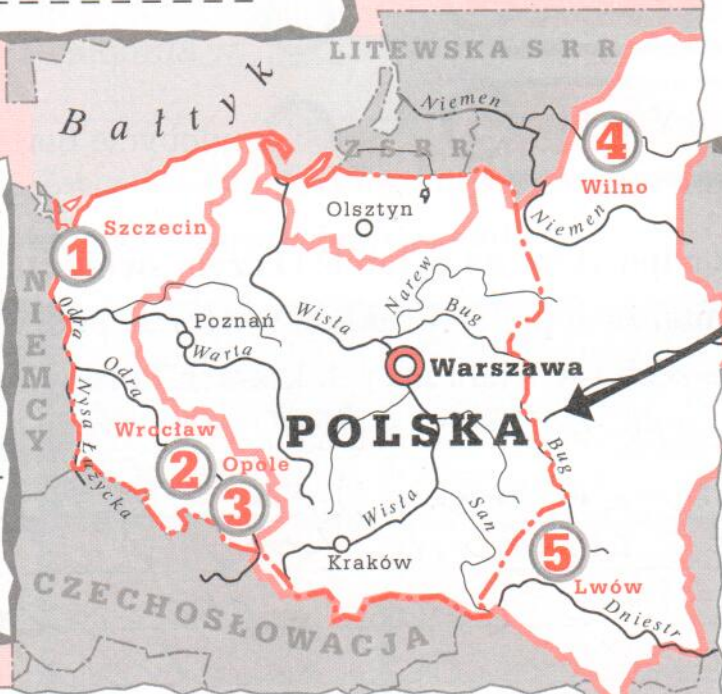 LITEWSKA S R R
Bałtyk
Niemen
Z S R R
4
Wilno
Niemen
Olsztyn
Szczecin
1
NIEMCY
Odra
Narew
Wisła
Bug
Poznań
Warta
Warszawa
Odra
Nysa Łużycka
POLSKA
Wrocław
2
Opole
3
Bug
Wisła
San
5
Kraków
Lwów
Dniestr
CZECHOSŁOWACJA